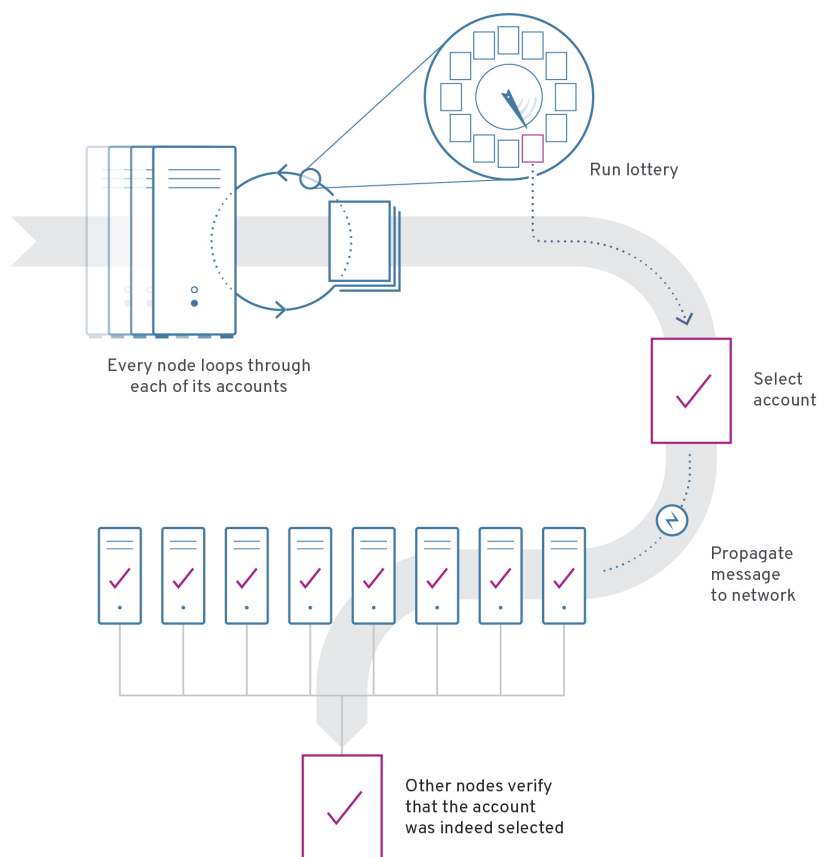 Run lottery
Every node loops through
each of its accounts
Select
account
Propagate
message
to network
Other nodes verify
that the account
was indeed selected